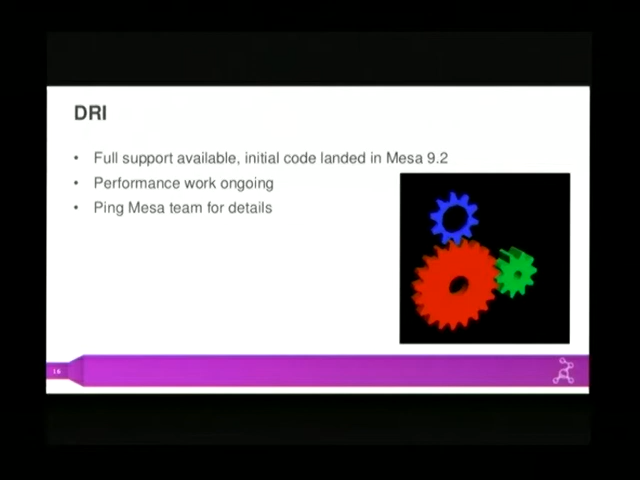 DRI
• Full support available, initial code landed in Mesa 9.2
• Performance work ongoing
• Ping Mesa team for details
16